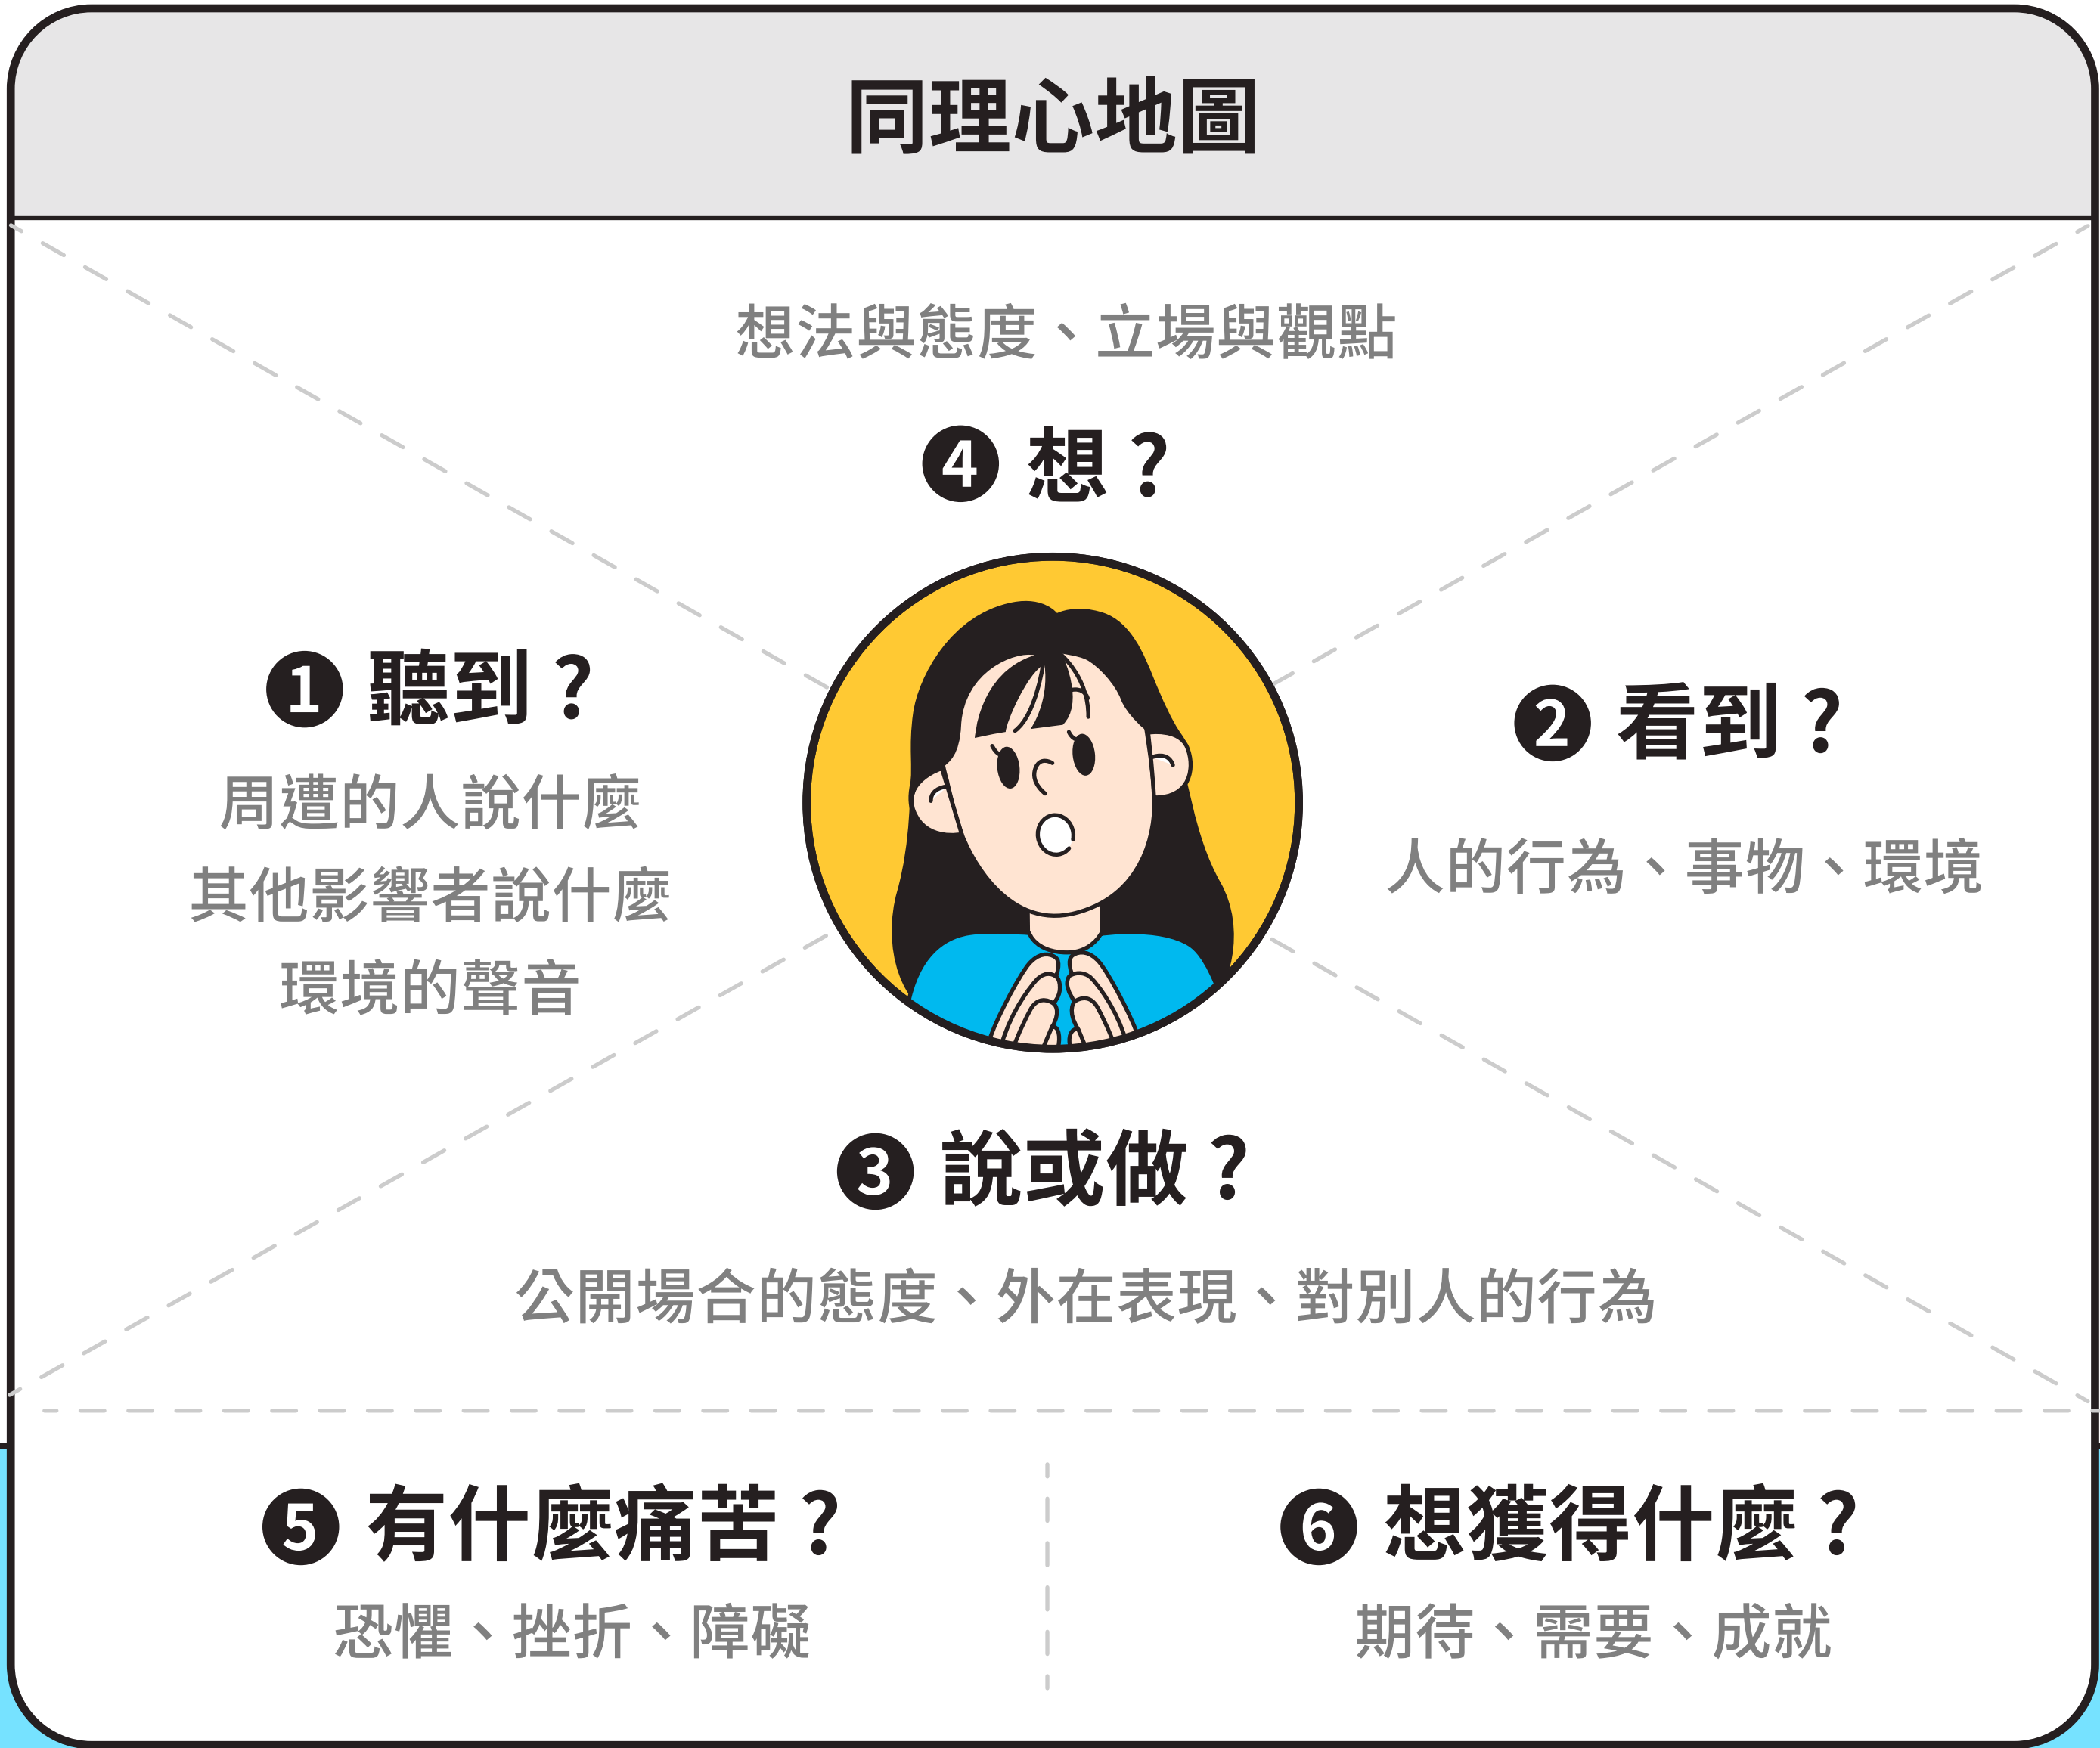 同理心地圖
想法與態度、立場與觀點
4 想？
1 聽到？
周遭的人說什麼
其他影響者說什麼
環境的聲音
2 看到？
人的行為、事物、環境
3 說或做？
公開場合的態度、外在表現、對別人的行為
5 有什麼痛苦？
恐懼、挫折、障礙
6 想獲得什麼？
期待、需要、成就